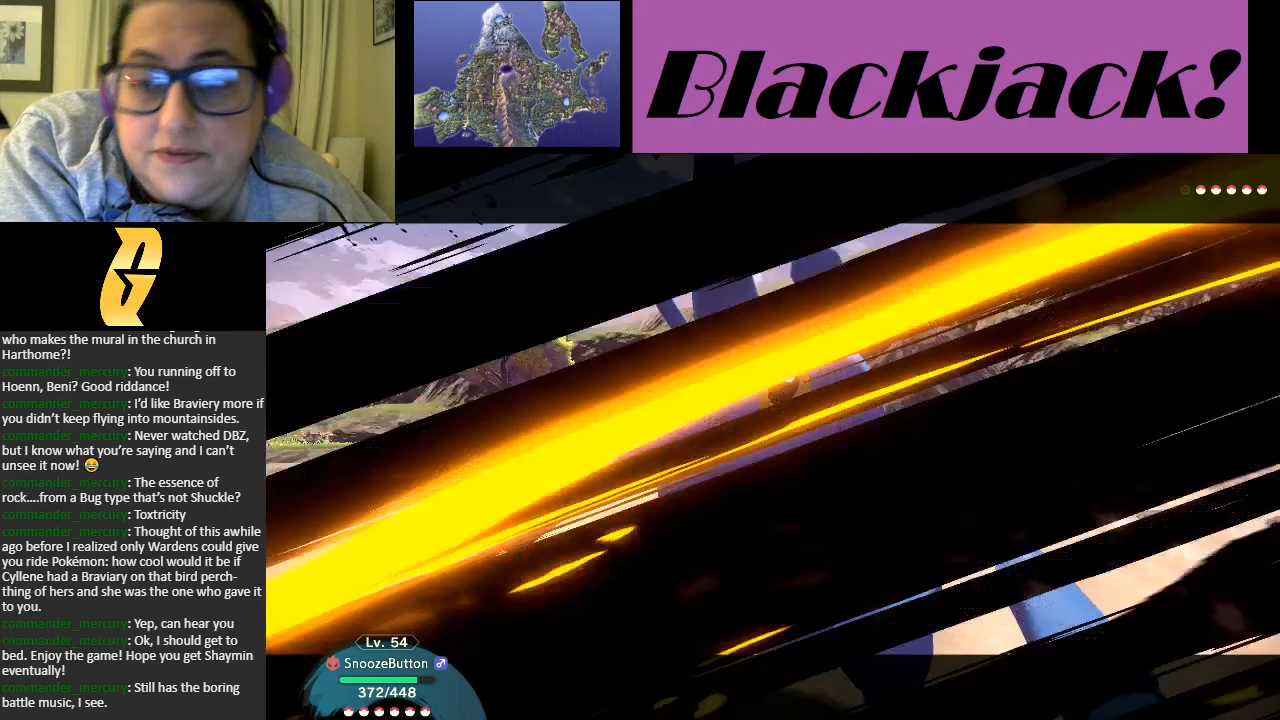 Blackjack!
who makes the mural in the church in
Harthome?!
commander_mercury: You running off to
Hoenn, Beni? Good riddance!
commander_mercury: I'd like Braviery more if
you didn't keep flying into mountainsides.
commander_mercury: Never watched DBZ,
but I know what you're saying and I can't
unsee it now! 😂
commander_mercury: The essence of
rock....from a Bug type that's not Shuckle?
commander_mercury: Toxtricity
commander_mercury: Thought of this awhile
ago before I realized only Wardens could give
you ride Pokémon: how cool would it be if
Cyllene had a Braviary on that bird perch-
thing of hers and she was the one who gave it
to you.
commander_mercury: Yep, can hear you
commander_mercury: Ok, I should get to
bed. Enjoy the game! Hope you get Shaymin
eventually!
commander_mercury: Still has the boring
battle music, I see.
Lv. 54
SnoozeButton ♂
372/448